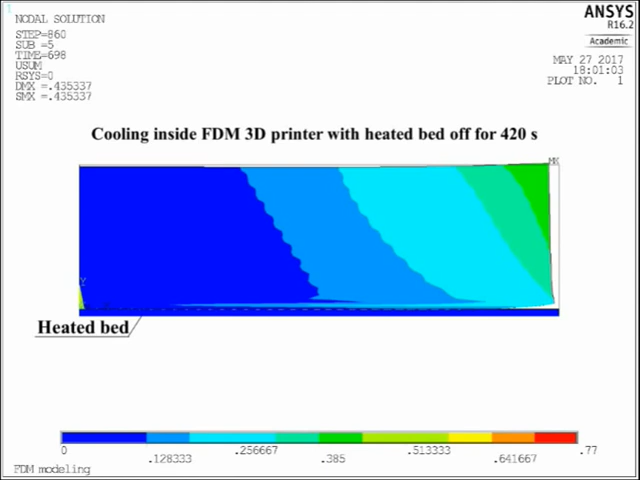 1
NODAL SOLUTION
STEP=860
SUB =5
TIME=698
USUM
RSYS=0
DMX =.435337
SMX =.435337
ANSYS
R16.2
Academic
MAY 27 2017
18:01:03
PLOT NO. 1
Cooling inside FDM 3D printer with heated bed off for 420 s
MX
Y
Heated bed
0 .256667 .513333 .77
.128333 .385 .641667
FDM modeling